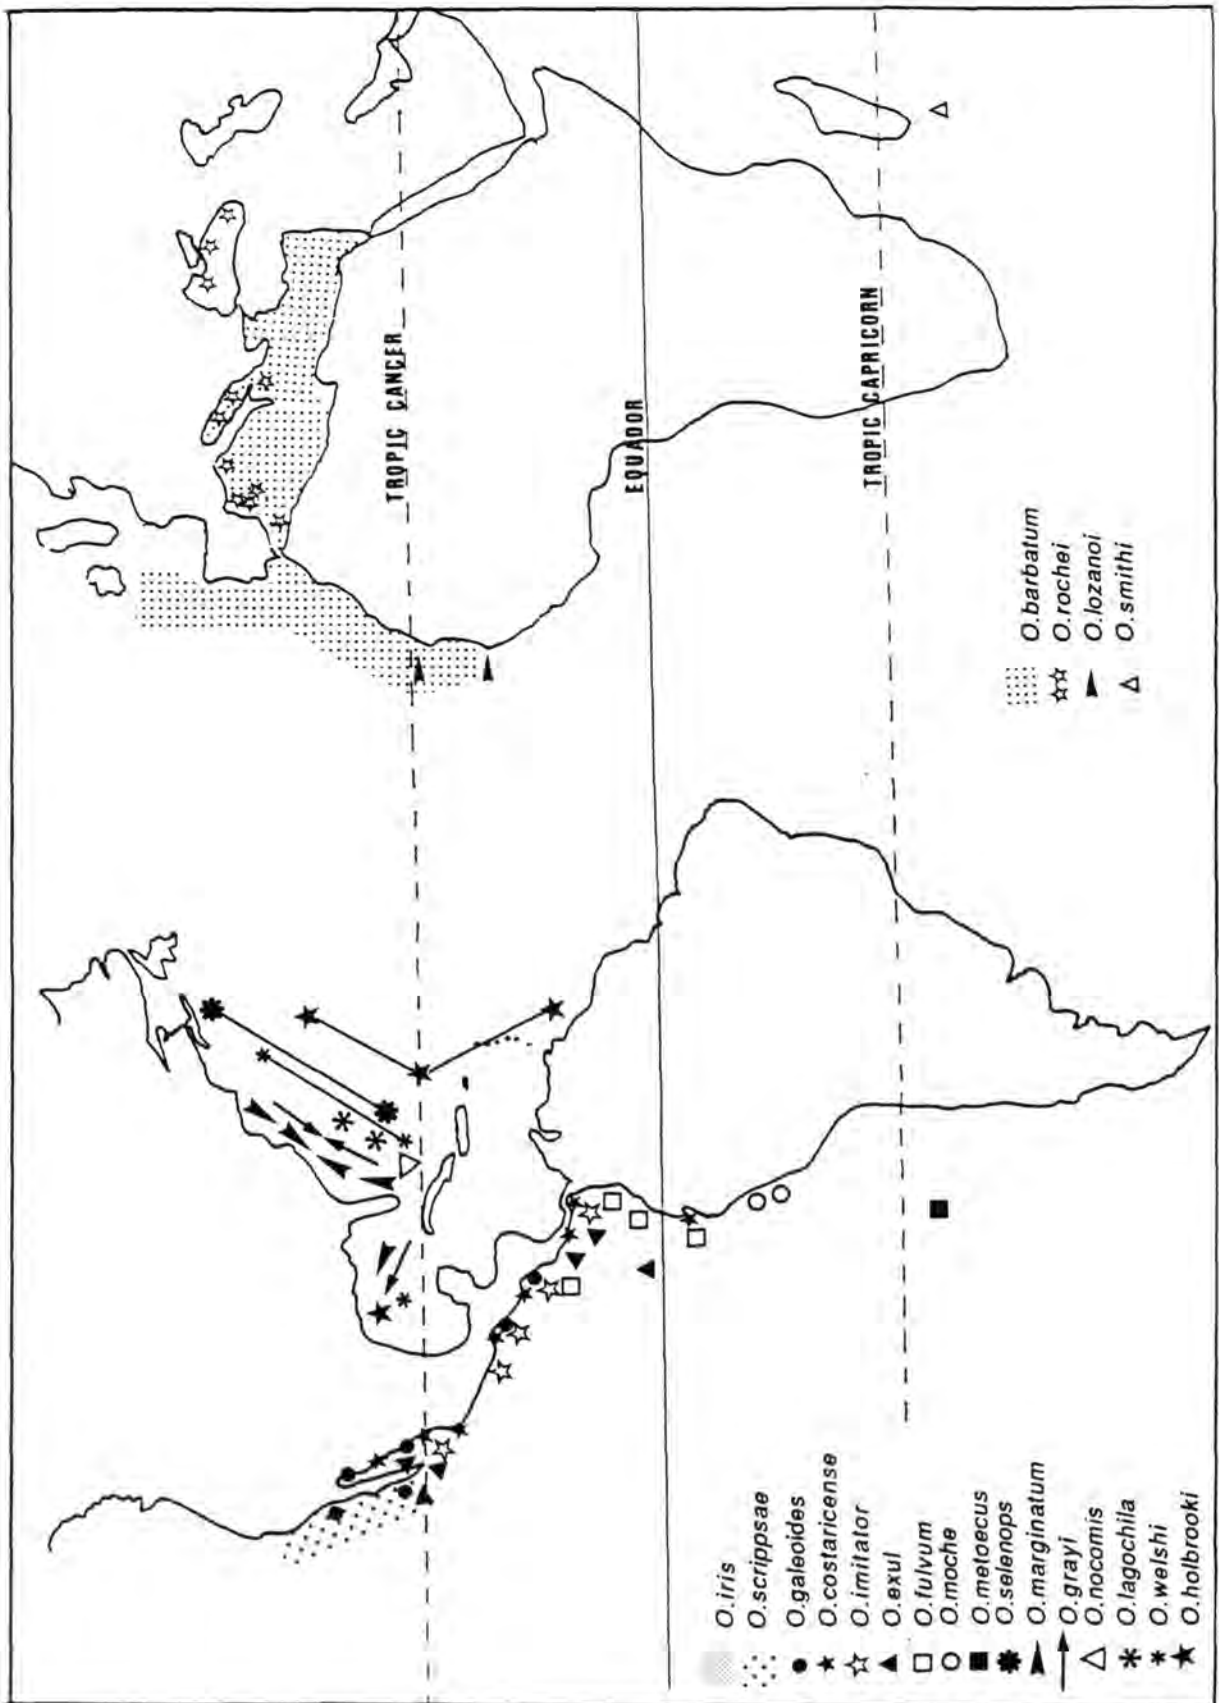 TROPIC CANCER
EQUADOR
TROPIC CAPRICORN
O.iris
O.scrippsae
O.galeoides
O.costaricense
O.imitator
O.exul
O.fulvum
O.moche
O.metoecus
O.selenops
O.marginatum
O.grayi
O.nocomis
O.lagochila
O.welshi
O.holbrooki
O.barbatum
O.rochei
O.lozanoi
O.smithi